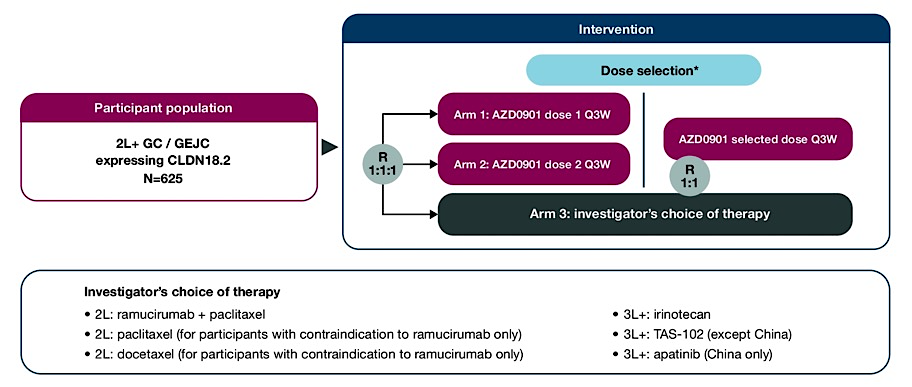 Intervention
Dose selection*
Participant population
2L+ GC / GEJC
expressing CLDN18.2
N=625
R
1:1:1
Arm 1: AZD0901 dose 1 Q3W
Arm 2: AZD0901 dose 2 Q3W
AZD0901 selected dose Q3W
R
1:1
Arm 3: investigator’s choice of therapy
Investigator’s choice of therapy
• 2L: ramucirumab + paclitaxel
• 2L: paclitaxel (for participants with contraindication to ramucirumab only)
• 2L: docetaxel (for participants with contraindication to ramucirumab only)
• 3L+: irinotecan
• 3L+: TAS-102 (except China)
• 3L+: apatinib (China only)